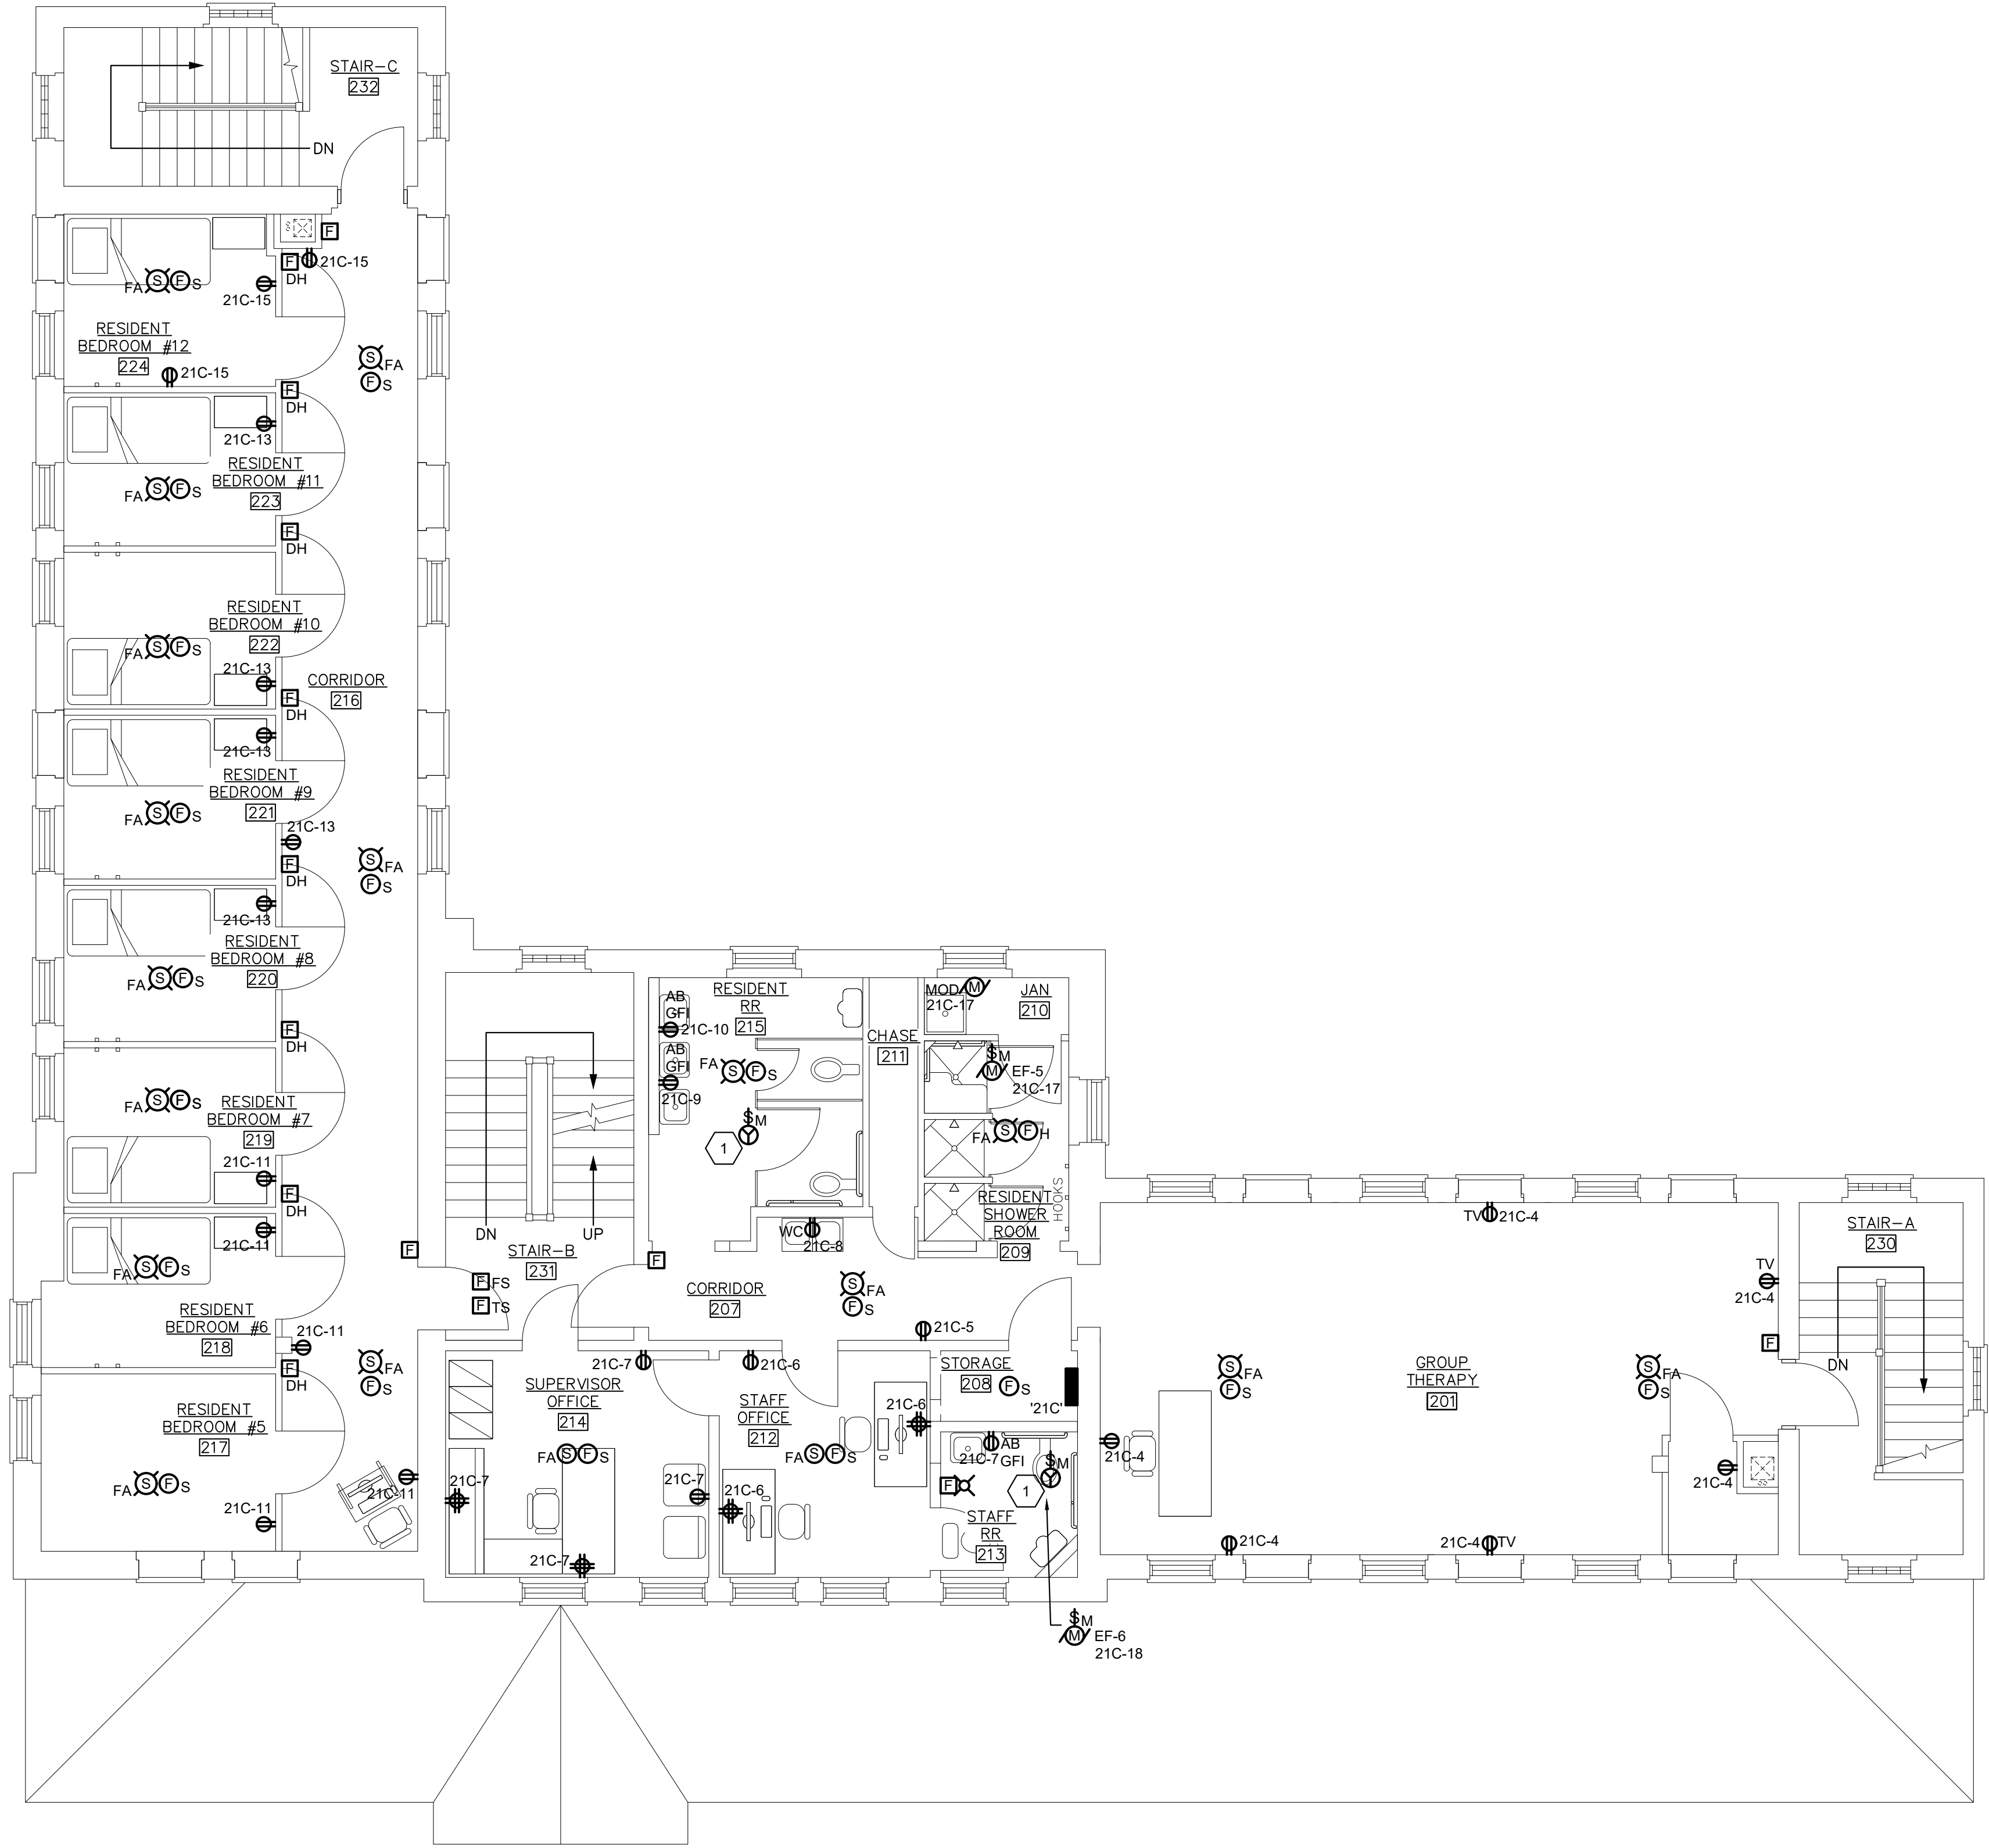 STAIR-C
232
DN
F
F
DH
21C-15
FA S F S
21C-15
RESIDENT
BEDROOM #12
224
21C-15
S FA
F S
F
DH
21C-13
RESIDENT
BEDROOM #11
223
FA S F S
F
DH
RESIDENT
BEDROOM #10
222
FA S F S
21C-13
CORRIDOR
216
F
DH
21C-13
RESIDENT
BEDROOM #9
221
FA S F S
21C-13
F
DH
S FA
F S
21C-13
RESIDENT
BEDROOM #8
220
FA S F S
F
DH
FA S F S
RESIDENT
BEDROOM #7
219
21C-11
F
DH
21C-11
FA S F S
RESIDENT
BEDROOM #6
218
21C-11
F
DH
S FA
F S
RESIDENT
BEDROOM #5
217
FA S F S
21C-11
21C-11
F
DN
UP
STAIR-B
231
F FS
F TS
F
AB
GFI
21C-10
AB
GFI
21C-9
RESIDENT
RR
215
FA S F S
$M
1
CHASE
211
MOD M
21C-17
JAN
210
$M
M EF-5
21C-17
FA S F H
HOOKS
RESIDENT
SHOWER
ROOM
209
WC
21C-8
CORRIDOR
207
S FA
F S
21C-5
21C-7
SUPERVISOR
OFFICE
214
FA S F S
21C-7
21C-7
21C-7
21C-6
STAFF
OFFICE
212
FA S F S
21C-6
21C-6
STORAGE
208
F S
'21C'
AB
GFI
21C-7
$M
F
1
STAFF
RR
213
$M
M EF-6
21C-18
TV 21C-4
TV
21C-4
F
S FA
F S
GROUP
THERAPY
201
S FA
F S
21C-4
21C-4
21C-4
21C-4 TV
STAIR-A
230
DN